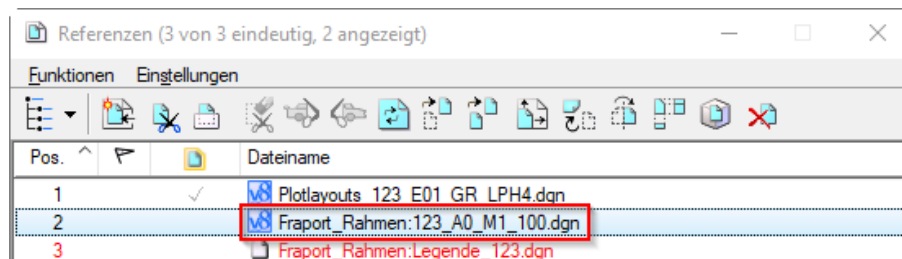 Referenzen (3 von 3 eindeutig, 2 angezeigt)
Funktionen Einstellungen
Pos. Dateiname
1 Plotlayouts_123_E01_GR_LPH4.dgn
2 Fraport_Rahmen:123_A0_M1_100.dgn
3 Fraport_Rahmen:Legende_123.dgn